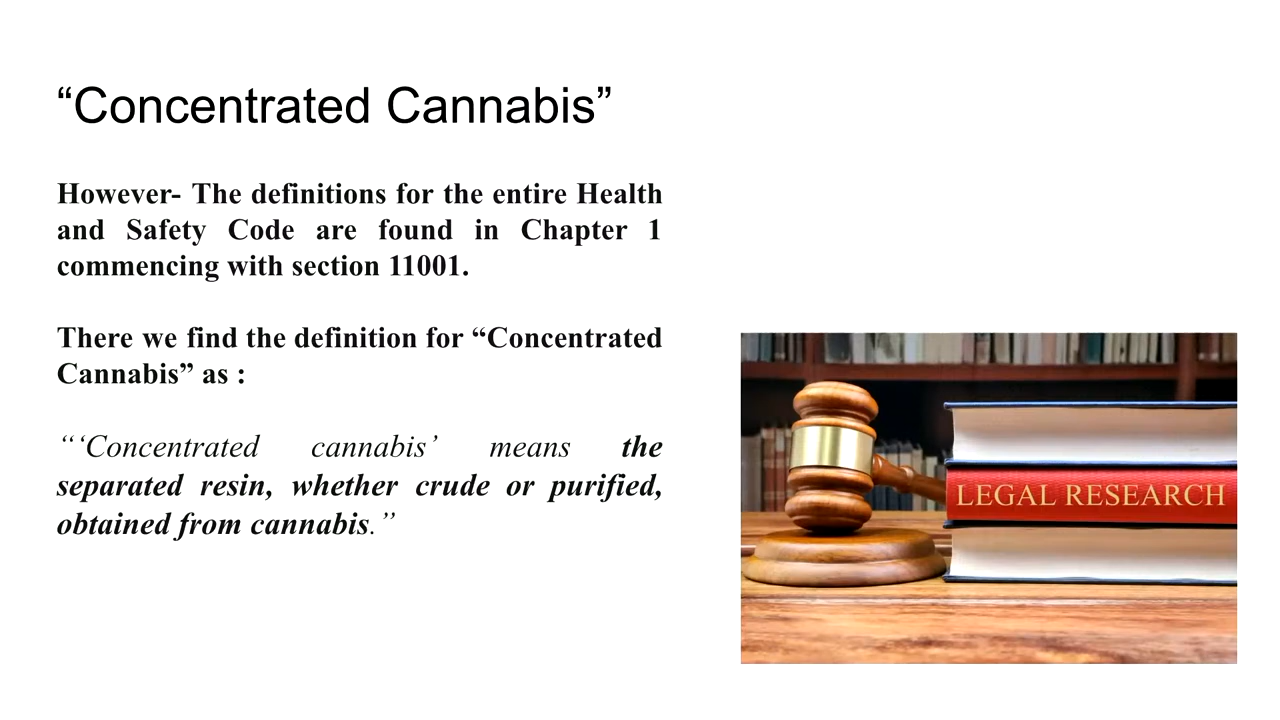 “Concentrated Cannabis”
However- The definitions for the entire Health
and Safety Code are found in Chapter 1
commencing with section 11001.
There we find the definition for “Concentrated
Cannabis” as :
“‘Concentrated cannabis’ means the
separated resin, whether crude or purified,
obtained from cannabis.”
LEGAL RESEARCH